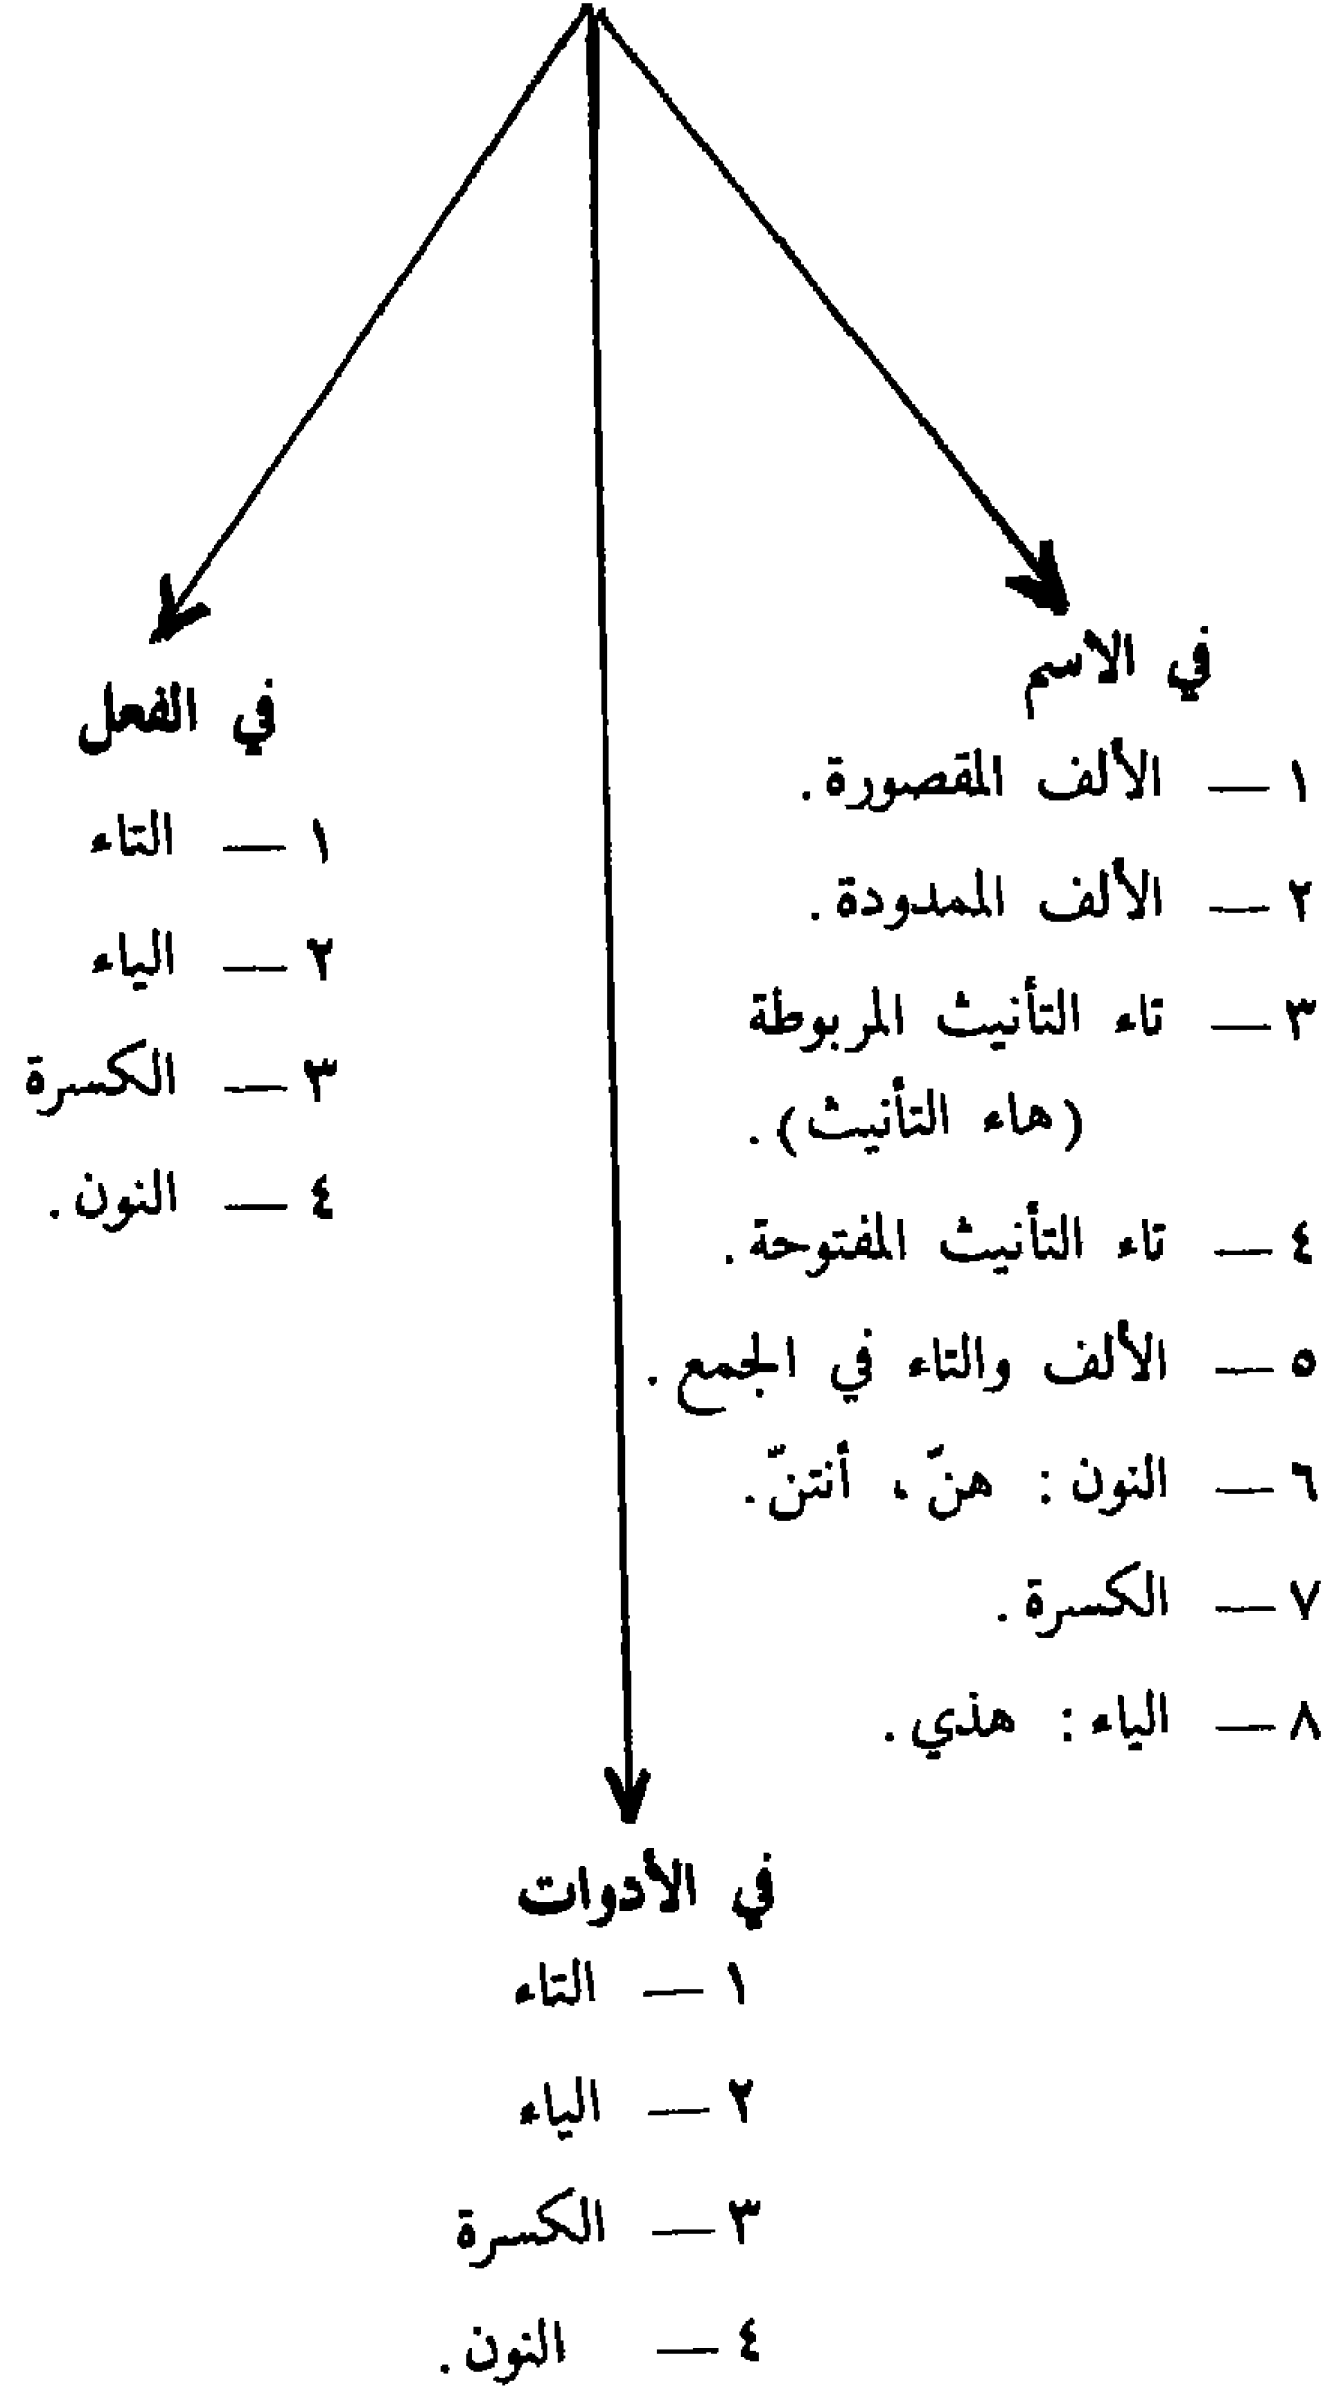 في الاسم
١ — الألف المقصورة.
٢ — الألف الممدودة.
٣ — تاء التأنيث المربوطة
(هاء التأنيث).
٤ — تاء التأنيث المفتوحة.
٥ — الألف والتاء في الجمع.
٦ — النون: هنّ، أنتنّ.
٧ — الكسرة.
٨ — الياء: هذي.
في الفعل
١ — التاء
٢ — الياء
٣ — الكسرة
٤ — النون.
في الأدوات
١ — التاء
٢ — الياء
٣ — الكسرة
٤ — النون.